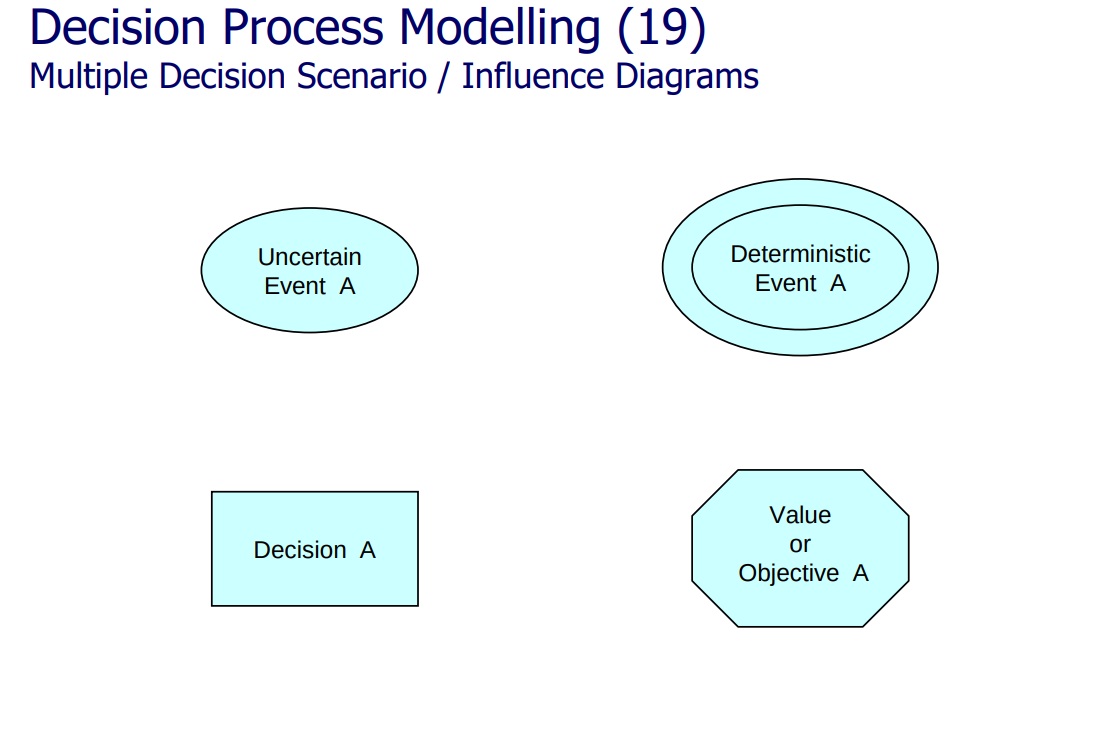 Decision Process Modelling (19)
Multiple Decision Scenario / Influence Diagrams
Uncertain
Event A
Deterministic
Event A
Decision A
Value
or
Objective A